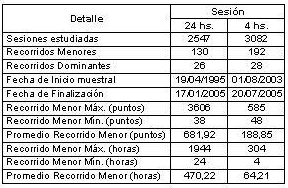 Detalle Sesión
24 hs. 4 hs.
Sesiones estudiadas 2547 3082
Recorridos Menores 130 192
Recorridos Dominantes 26 28
Fecha de Inicio muestral 19/04/1995 01/08/2003
Fecha de Finalización 17/01/2005 20/07/2005
Recorrido Menor Máx. (puntos) 3606 585
Recorrido Menor Mín. (puntos) 38 48
Promedio Recorrido Menor (puntos) 681,92 188,85
Recorrido Menor Máx. (horas) 1944 304
Recorrido Menor Mín. (horas) 24 4
Promedio Recorrido Menor (horas) 470,22 64,21